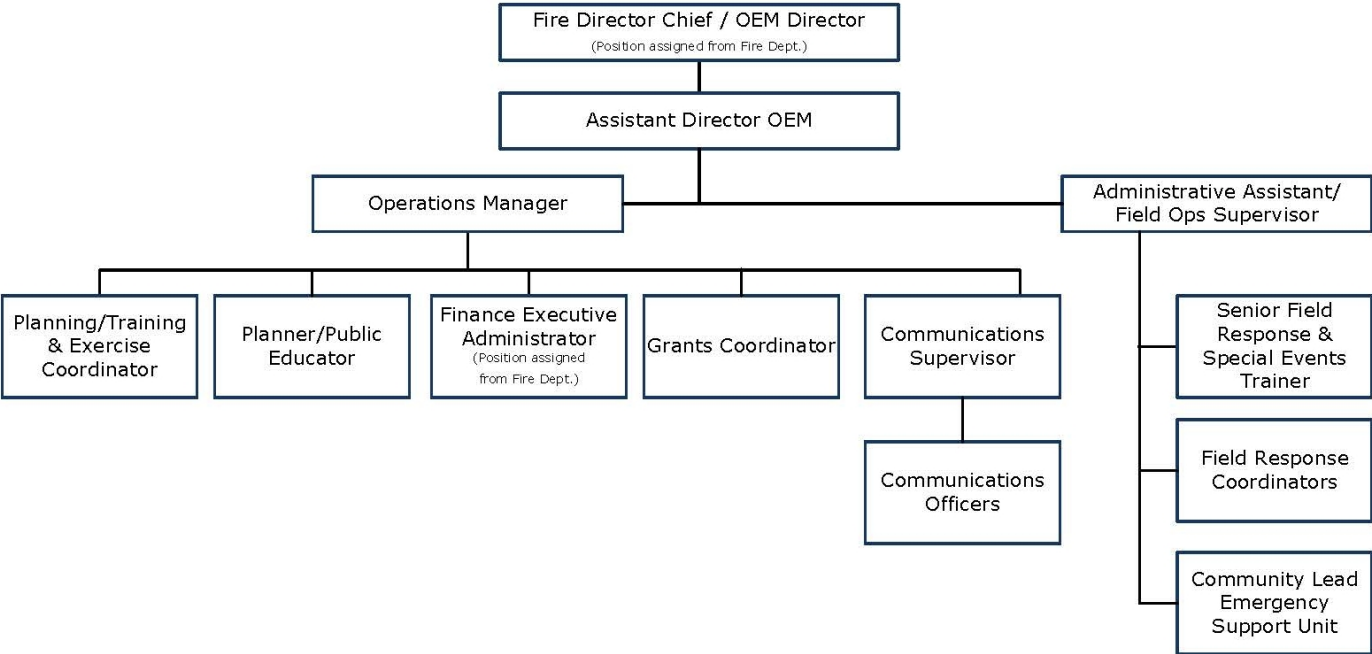 Fire Director Chief / OEM Director
(Position assigned from Fire Dept.)
Assistant Director OEM
Operations Manager
Administrative Assistant/
Field Ops Supervisor
Planning/Training
& Exercise
Coordinator
Planner/Public
Educator
Finance Executive
Administrator
(Position assigned
from Fire Dept.)
Grants Coordinator
Communications
Supervisor
Senior Field
Response &
Special Events
Trainer
Communications
Officers
Field Response
Coordinators
Community Lead
Emergency
Support Unit